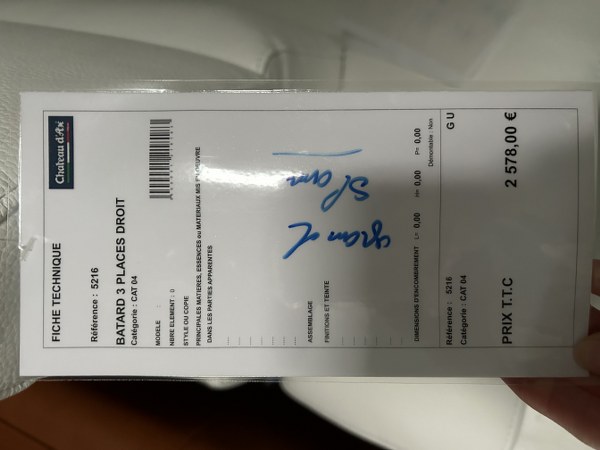 Chateau d'Ax
FICHE TECHNIQUE
Référence : 5216
BATARD 3 PLACES DROIT
Catégorie : CAT 04
MODELE :
NBRE ELEMENT : 0
STYLE OU COPIE
PRINCIPALES MATIERES, ESSENCES ou MATERIAUX MIS EN OEUVRE
DANS LES PARTIES APPARENTES
grand
ASSEMBLAGE
FINITIONS ET TEINTE
DIMENSIONS D'ENCOMBREMENT L= 0,00 H= 0,00 P= 0,00
Démontable : Non
Référence : 5216
G U
Catégorie : CAT 04
PRIX T.T.C
2 578,00 €